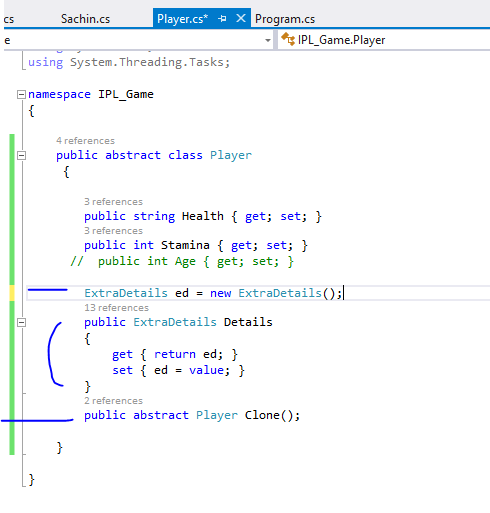 cs Sachin.cs Player.cs* Program.cs
e IPL_Game.Player
using System.Threading.Tasks;
namespace IPL_Game
{
4 references
public abstract class Player
{
3 references
public string Health { get; set; }
3 references
public int Stamina { get; set; }
// public int Age { get; set; }
ExtraDetails ed = new ExtraDetails();
13 references
public ExtraDetails Details
{
get { return ed; }
set { ed = value; }
}
2 references
public abstract Player Clone();
}
}